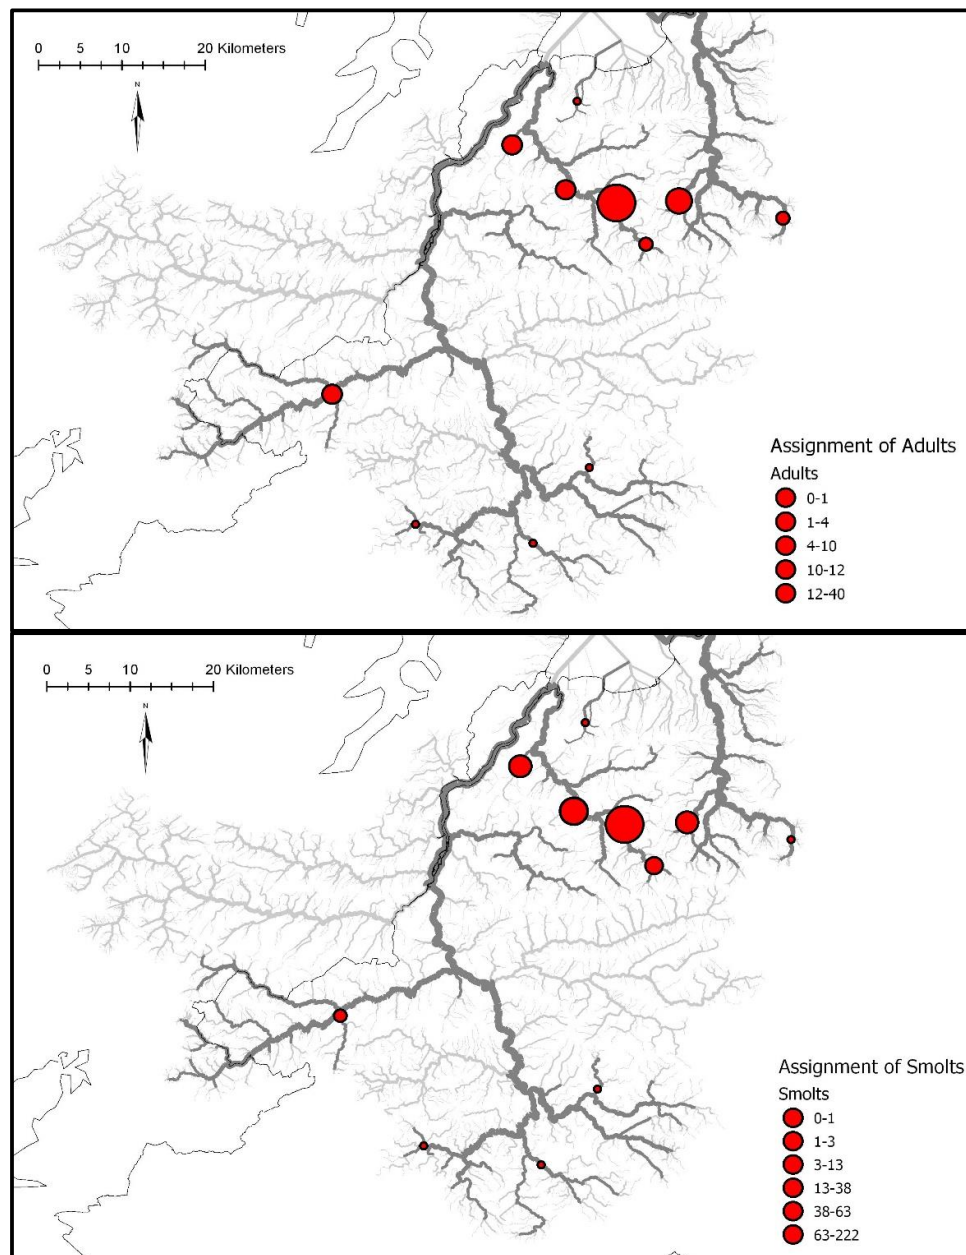 0 5 10 20 Kilometers
N
Assignment of Adults
Adults
0-1
1-4
4-10
10-12
12-40
0 5 10 20 Kilometers
N
Assignment of Smolts
Smolts
0-1
1-3
3-13
13-38
38-63
63-222